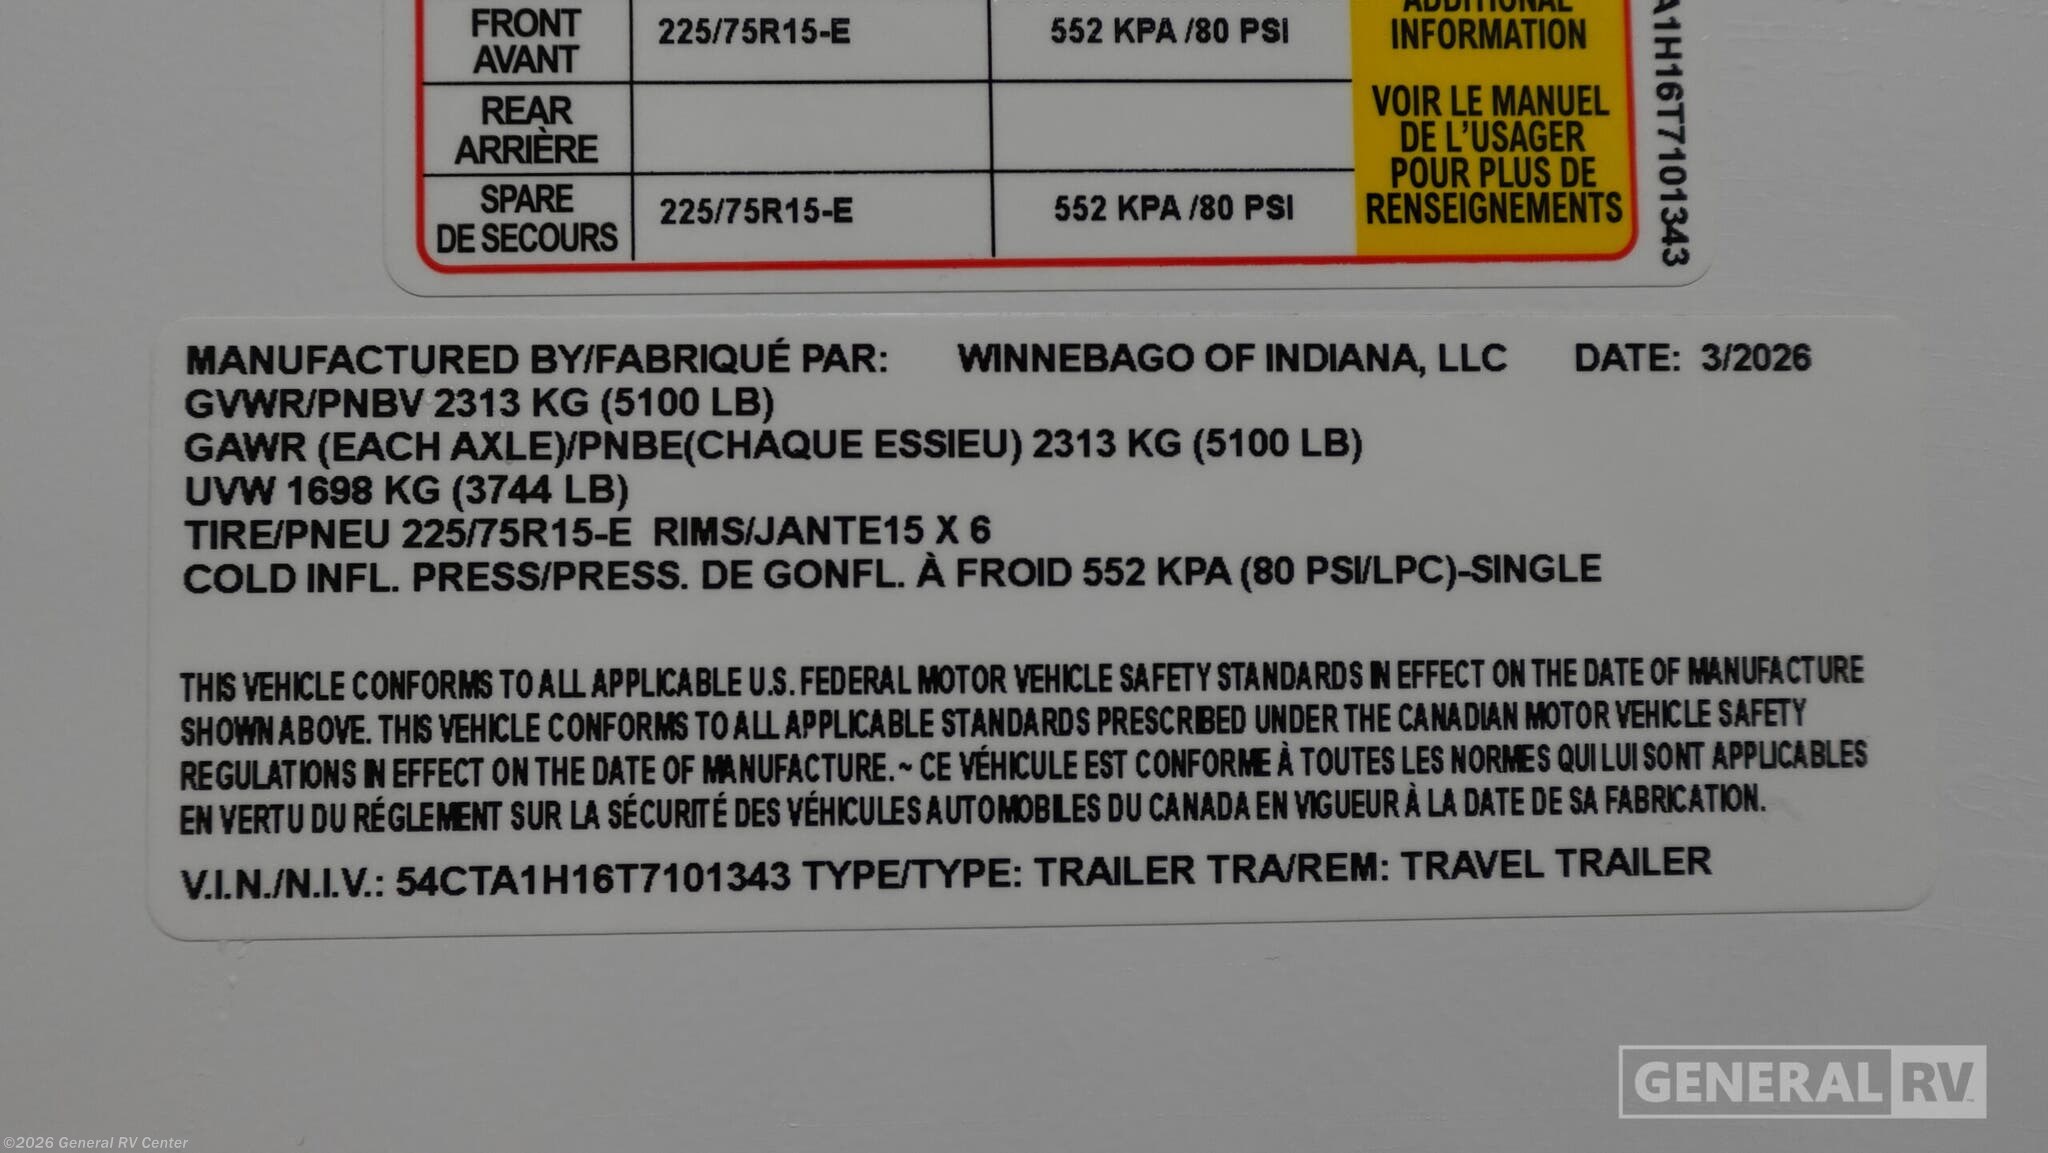 FRONT
AVANT
225/75R15-E
552 KPA /80 PSI
ADDITIONAL
INFORMATION
REAR
ARRIÈRE
VOIR LE MANUEL
DE L'USAGER
POUR PLUS DE
RENSEIGNEMENTS
SPARE
DE SECOURS
225/75R15-E
552 KPA /80 PSI
A1H16T7101343
MANUFACTURED BY/FABRIQUÉ PAR: WINNEBAGO OF INDIANA, LLC DATE: 3/2026
GVWR/PNBV 2313 KG (5100 LB)
GAWR (EACH AXLE)/PNBE(CHAQUE ESSIEU) 2313 KG (5100 LB)
UVW 1698 KG (3744 LB)
TIRE/PNEU 225/75R15-E RIMS/JANTE15 X 6
COLD INFL. PRESS/PRESS. DE GONFL. À FROID 552 KPA (80 PSI/LPC)-SINGLE
THIS VEHICLE CONFORMS TO ALL APPLICABLE U.S. FEDERAL MOTOR VEHICLE SAFETY STANDARDS IN EFFECT ON THE DATE OF MANUFACTURE
SHOWN ABOVE. THIS VEHICLE CONFORMS TO ALL APPLICABLE STANDARDS PRESCRIBED UNDER THE CANADIAN MOTOR VEHICLE SAFETY
REGULATIONS IN EFFECT ON THE DATE OF MANUFACTURE. ~ CE VÉHICULE EST CONFORME À TOUTES LES NORMES QUI LUI SONT APPLICABLES
EN VERTU DU RÉGLEMENT SUR LA SÉCURITÉ DES VÉHICULES AUTOMOBILES DU CANADA EN VIGUEUR À LA DATE DE SA FABRICATION.
V.I.N./N.I.V.: 54CTA1H16T7101343 TYPE/TYPE: TRAILER TRA/REM: TRAVEL TRAILER
GENERAL RV
©2026 General RV Center